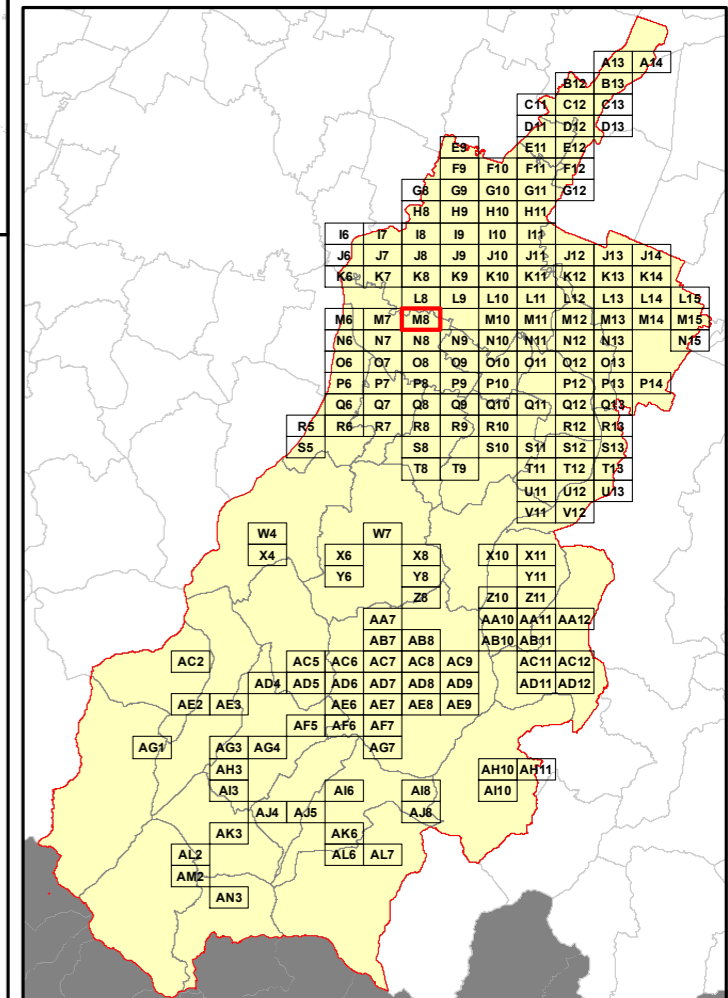 A13 A14
B12 B13
C11 C12 C13
D11 D12 D13
E9 E11 E12
F9 F10 F11 F12
G8 G9 G10 G11 G12
H8 H9 H10 H11
I6 I7 I8 I9 I10 I11
J6 J7 J8 J9 J10 J11 J12 J13 J14
K6 K7 K8 K9 K10 K11 K12 K13 K14
L8 L9 L10 L11 L12 L13 L14 L15
M6 M7 M8 M10 M11 M12 M13 M14 M15
N6 N7 N8 N9 N10 N11 N12 N13 N15
O6 O7 O8 O9 O10 O11 O12 O13
P6 P7 P8 P9 P10 P12 P13 P14
Q6 Q7 Q8 Q9 Q10 Q11 Q12 Q13
R5 R6 R7 R8 R9 R10 R12 R13
S5 S8 S10 S11 S12 S13
T8 T9 T11 T12 T13
U11 U12 U13
V11 V12
W4 W7
X4 X6 X8 X10 X11
Y6 Y8 Y11
Z8 Z10 Z11
AA7 AA10 AA11 AA12
AB7 AB8 AB10 AB11
AC2 AC5 AC6 AC7 AC8 AC9 AC11 AC12
AD4 AD5 AD6 AD7 AD8 AD9 AD11 AD12
AE2 AE3 AE6 AE7 AE8 AE9
AF5 AF6 AF7
AG1 AG3 AG4 AG7
AH3 AH10 AH11
AI3 AI6 AI8 AI10
AJ4 AJ5 AJ8
AK3 AK6
AL2 AL6 AL7
AM2
AN3